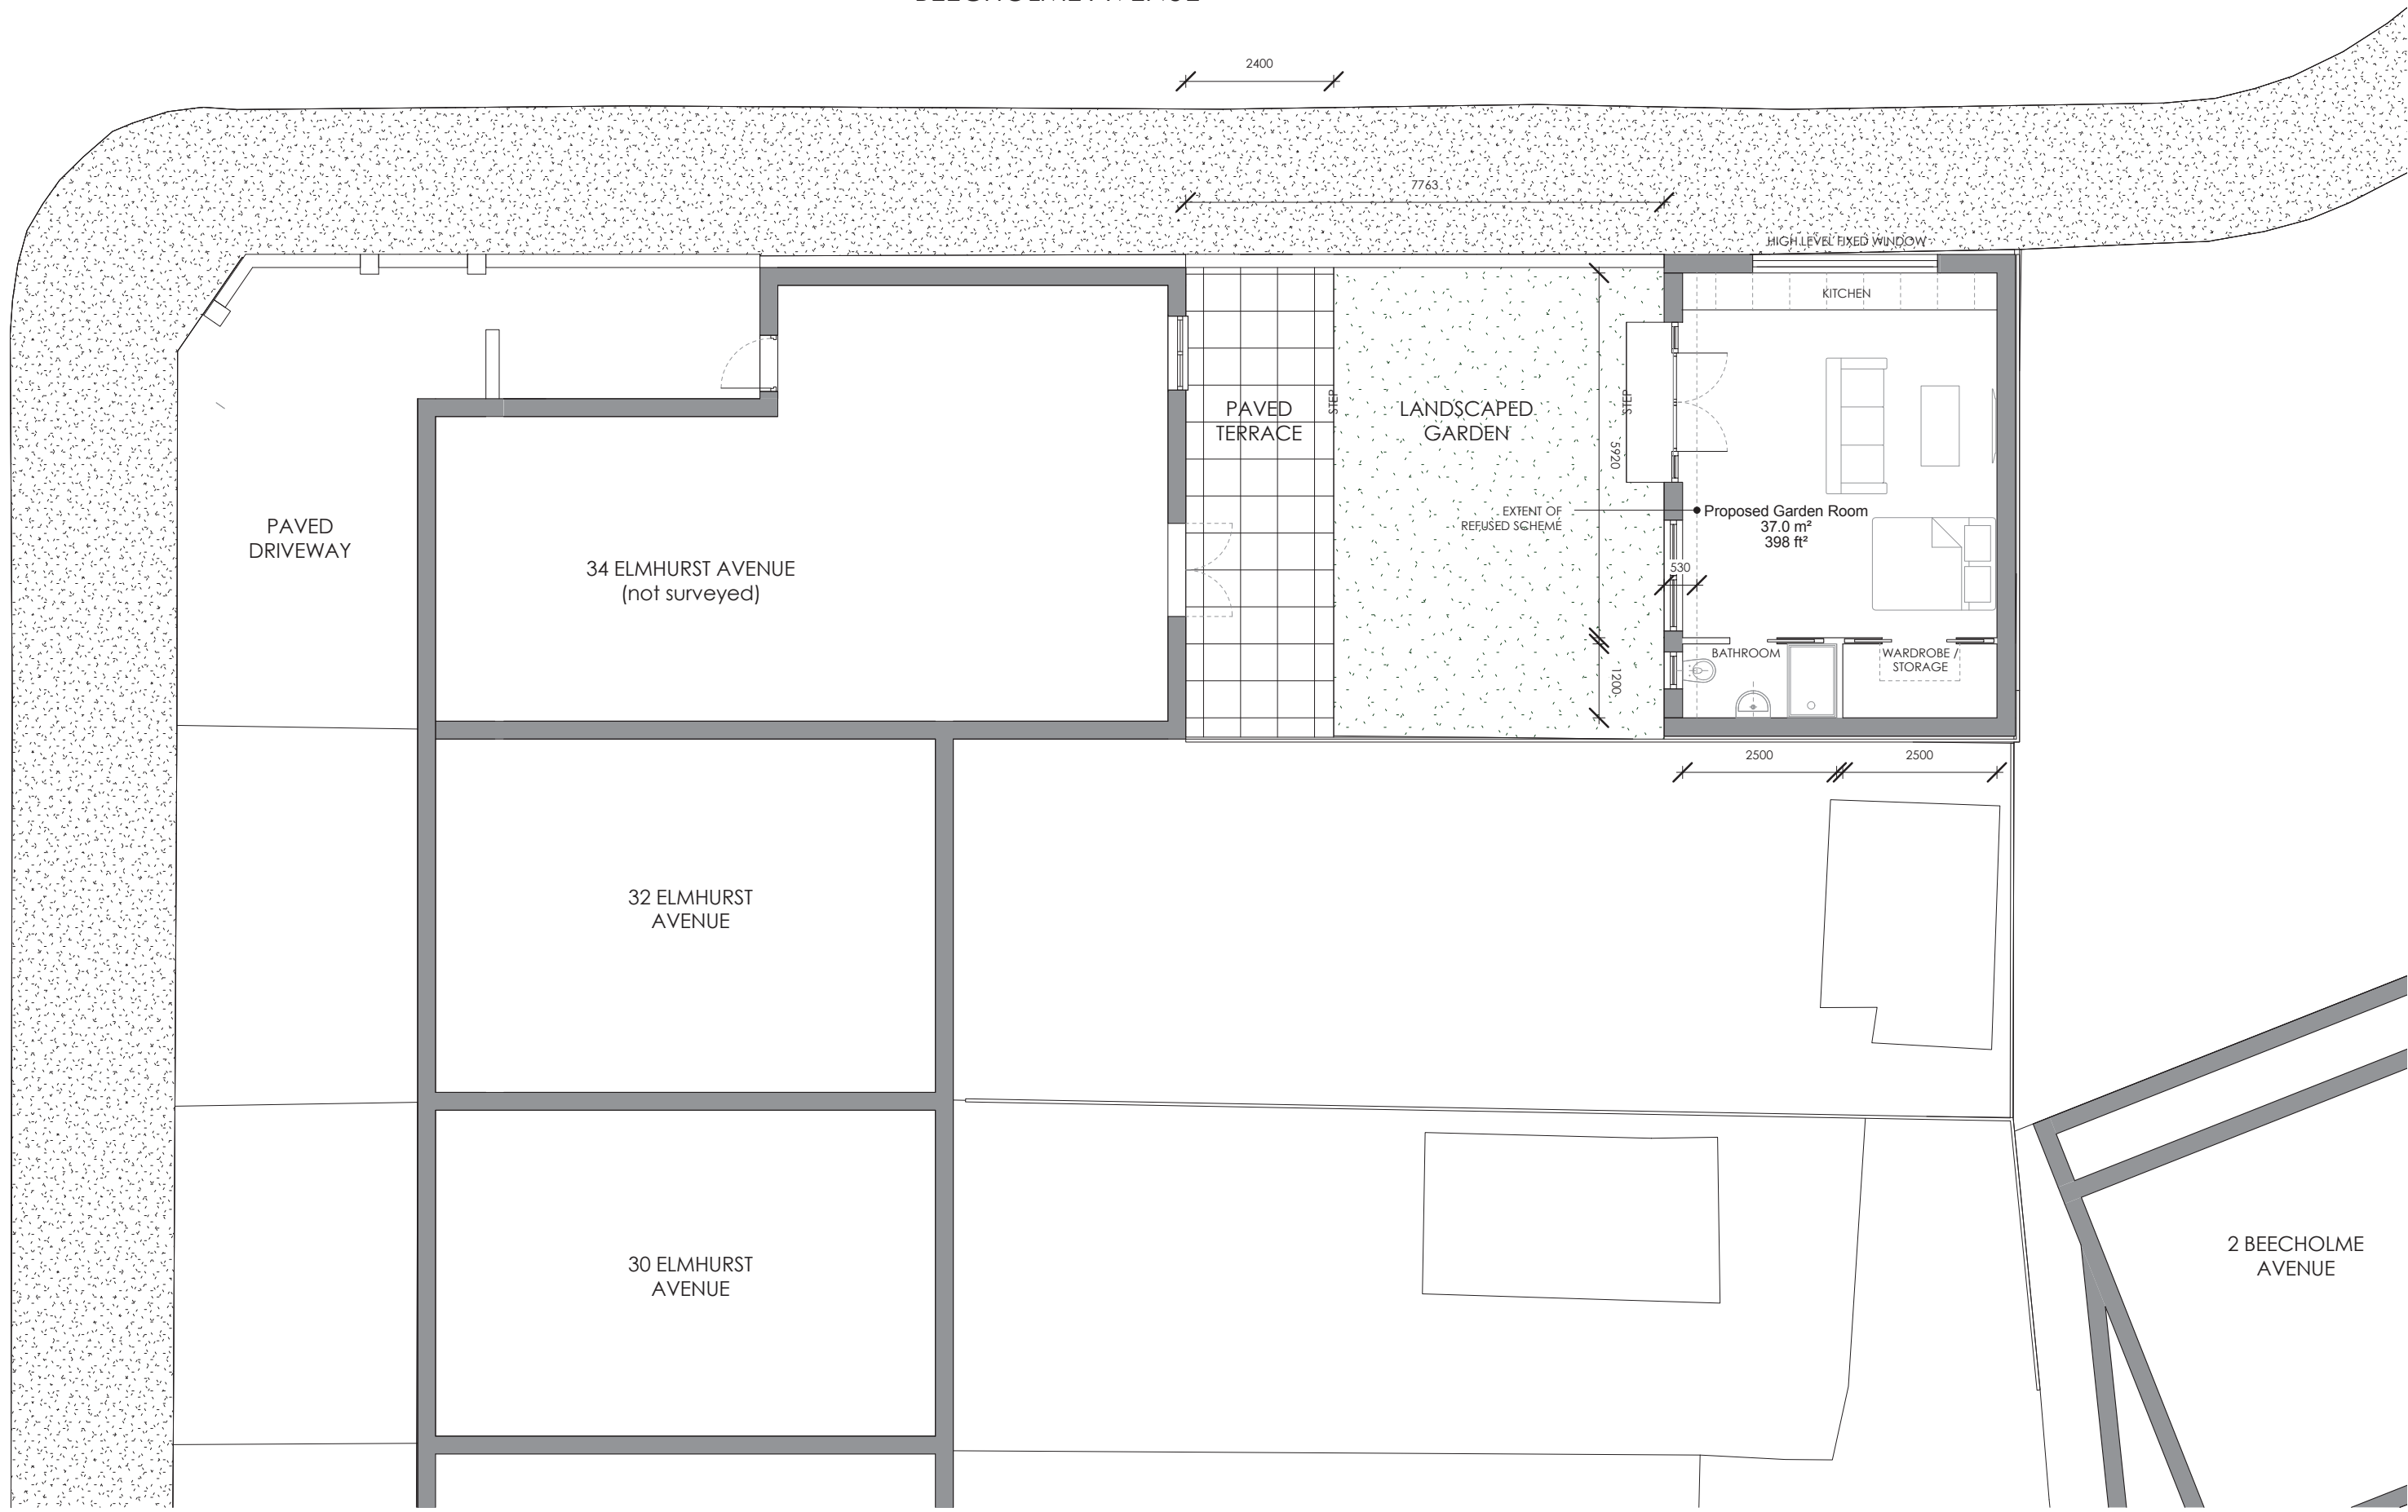 BEECHOLME AVENUE
2400
7763
HIGH LEVEL FIXED WINDOW
KITCHEN
PAVED
TERRACE
STEP
LANDSCAPED
GARDEN
STEP
5920
EXTENT OF
REFUSED SCHEME
Proposed Garden Room
37.0 m²
398 ft²
530
PAVED
DRIVEWAY
34 ELMHURST AVENUE
(not surveyed)
BATHROOM
WARDROBE /
STORAGE
1200
2500
2500
32 ELMHURST
AVENUE
30 ELMHURST
AVENUE
2 BEECHOLME
AVENUE